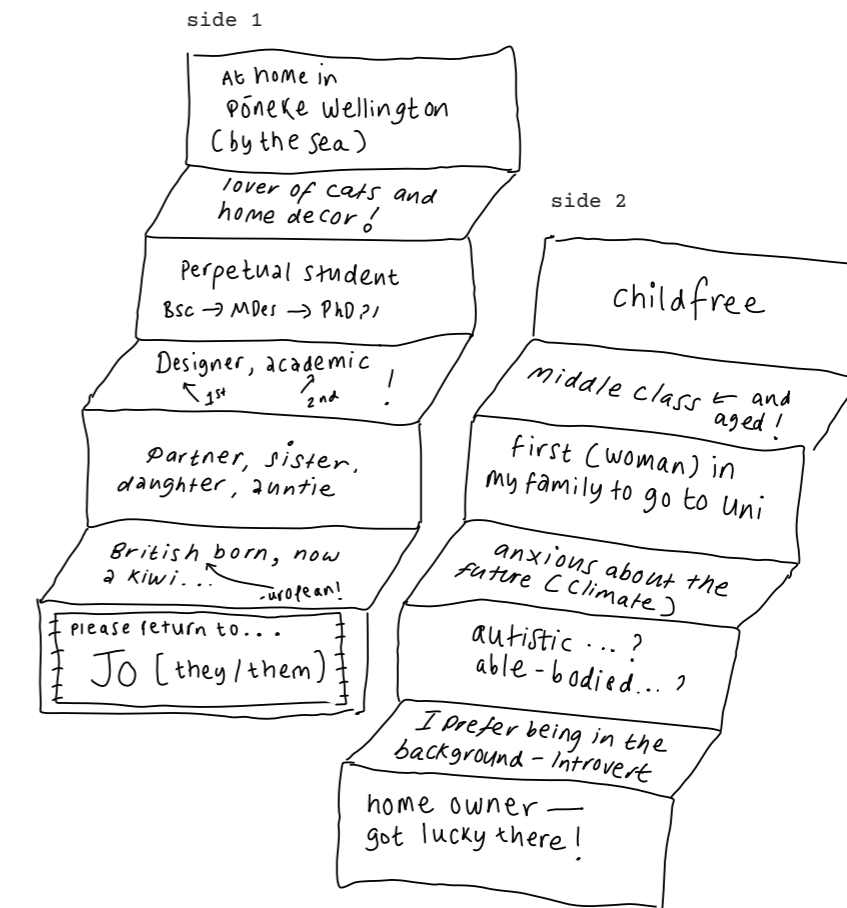 side 1
At home in
Pōneke Wellington
(by the sea)
lover of cats and
home decor!
Perpetual student
BSc → MDes → PhD?!
Designer, academic
1st
2nd
!
Partner, sister,
daughter, auntie
British born, now
a kiwi...
-uropean!
Please return to...
Jo [they/them)
side 2
childfree
middle class ← and
aged!
first (woman) in
my family to go to uni
anxious about the
future (climate)
autistic ...?
able-bodied...?
I prefer being in the
background - introvert
home owner —
got lucky there!